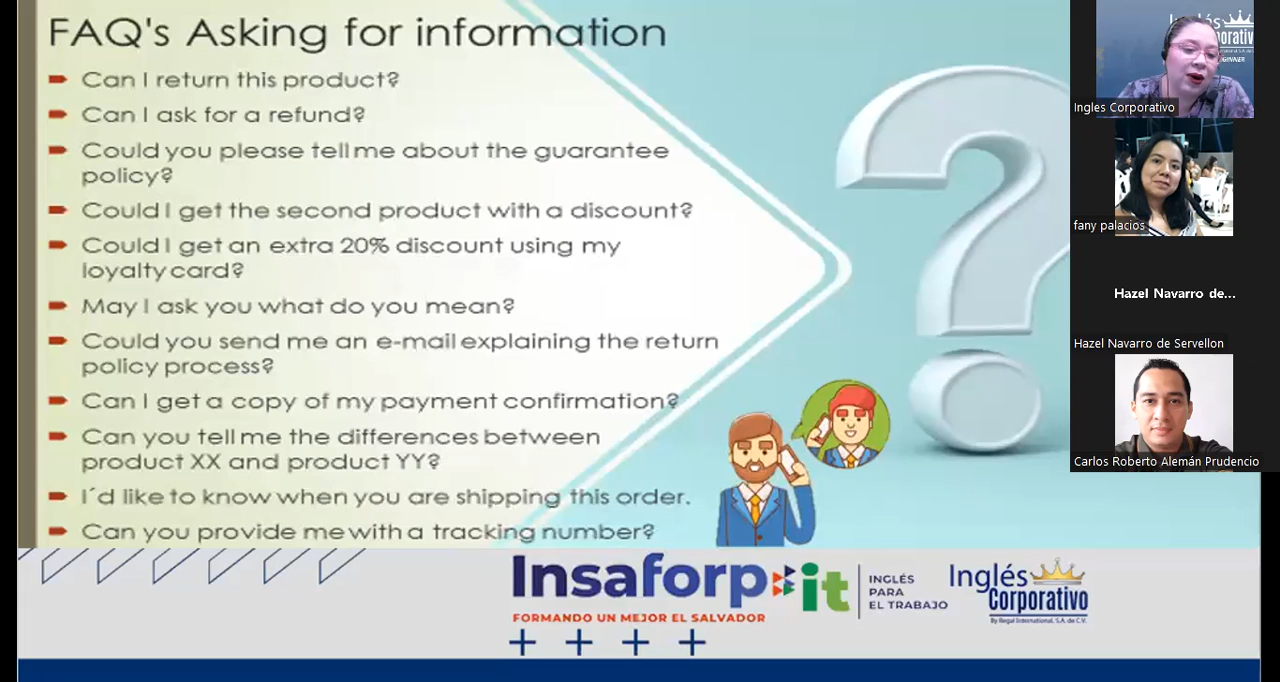 FAQ's Asking for information
Can I return this product?
Can I ask for a refund?
Could you please tell me about the guarantee
policy?
Could I get the second product with a discount?
Could I get an extra 20% discount using my
loyalty card?
May I ask you what do you mean?
Could you send me an e-mail explaining the return
policy process?
Can I get a copy of my payment confirmation?
Can you tell me the differences between
product XX and product YY?
I´d like to know when you are shipping this order.
Can you provide me with a tracking number?
Insaforp it
FORMANDO UN MEJOR EL SALVADOR
INGLÉS
PARA
EL TRABAJO
Inglés
Corporativo
By Regal International, S.A. de C.V.
Ingles Corporativo
fany palacios
Hazel Navarro de...
Hazel Navarro de Servellon
Carlos Roberto Alemán Prudencio